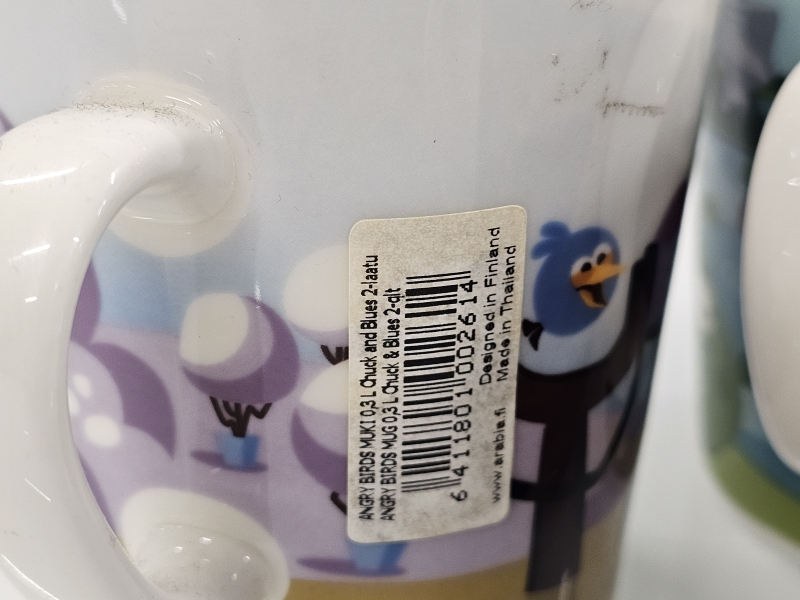 ANGRY BIRDS MUKI 0,3 L Chuck and Blues 2-laatu
ANGRY BIRDS MUG 0,3 L Chuck & Blues 2-qlt
6 411801 002614
Designed in Finland
www.arabia.fi Made in Thailand